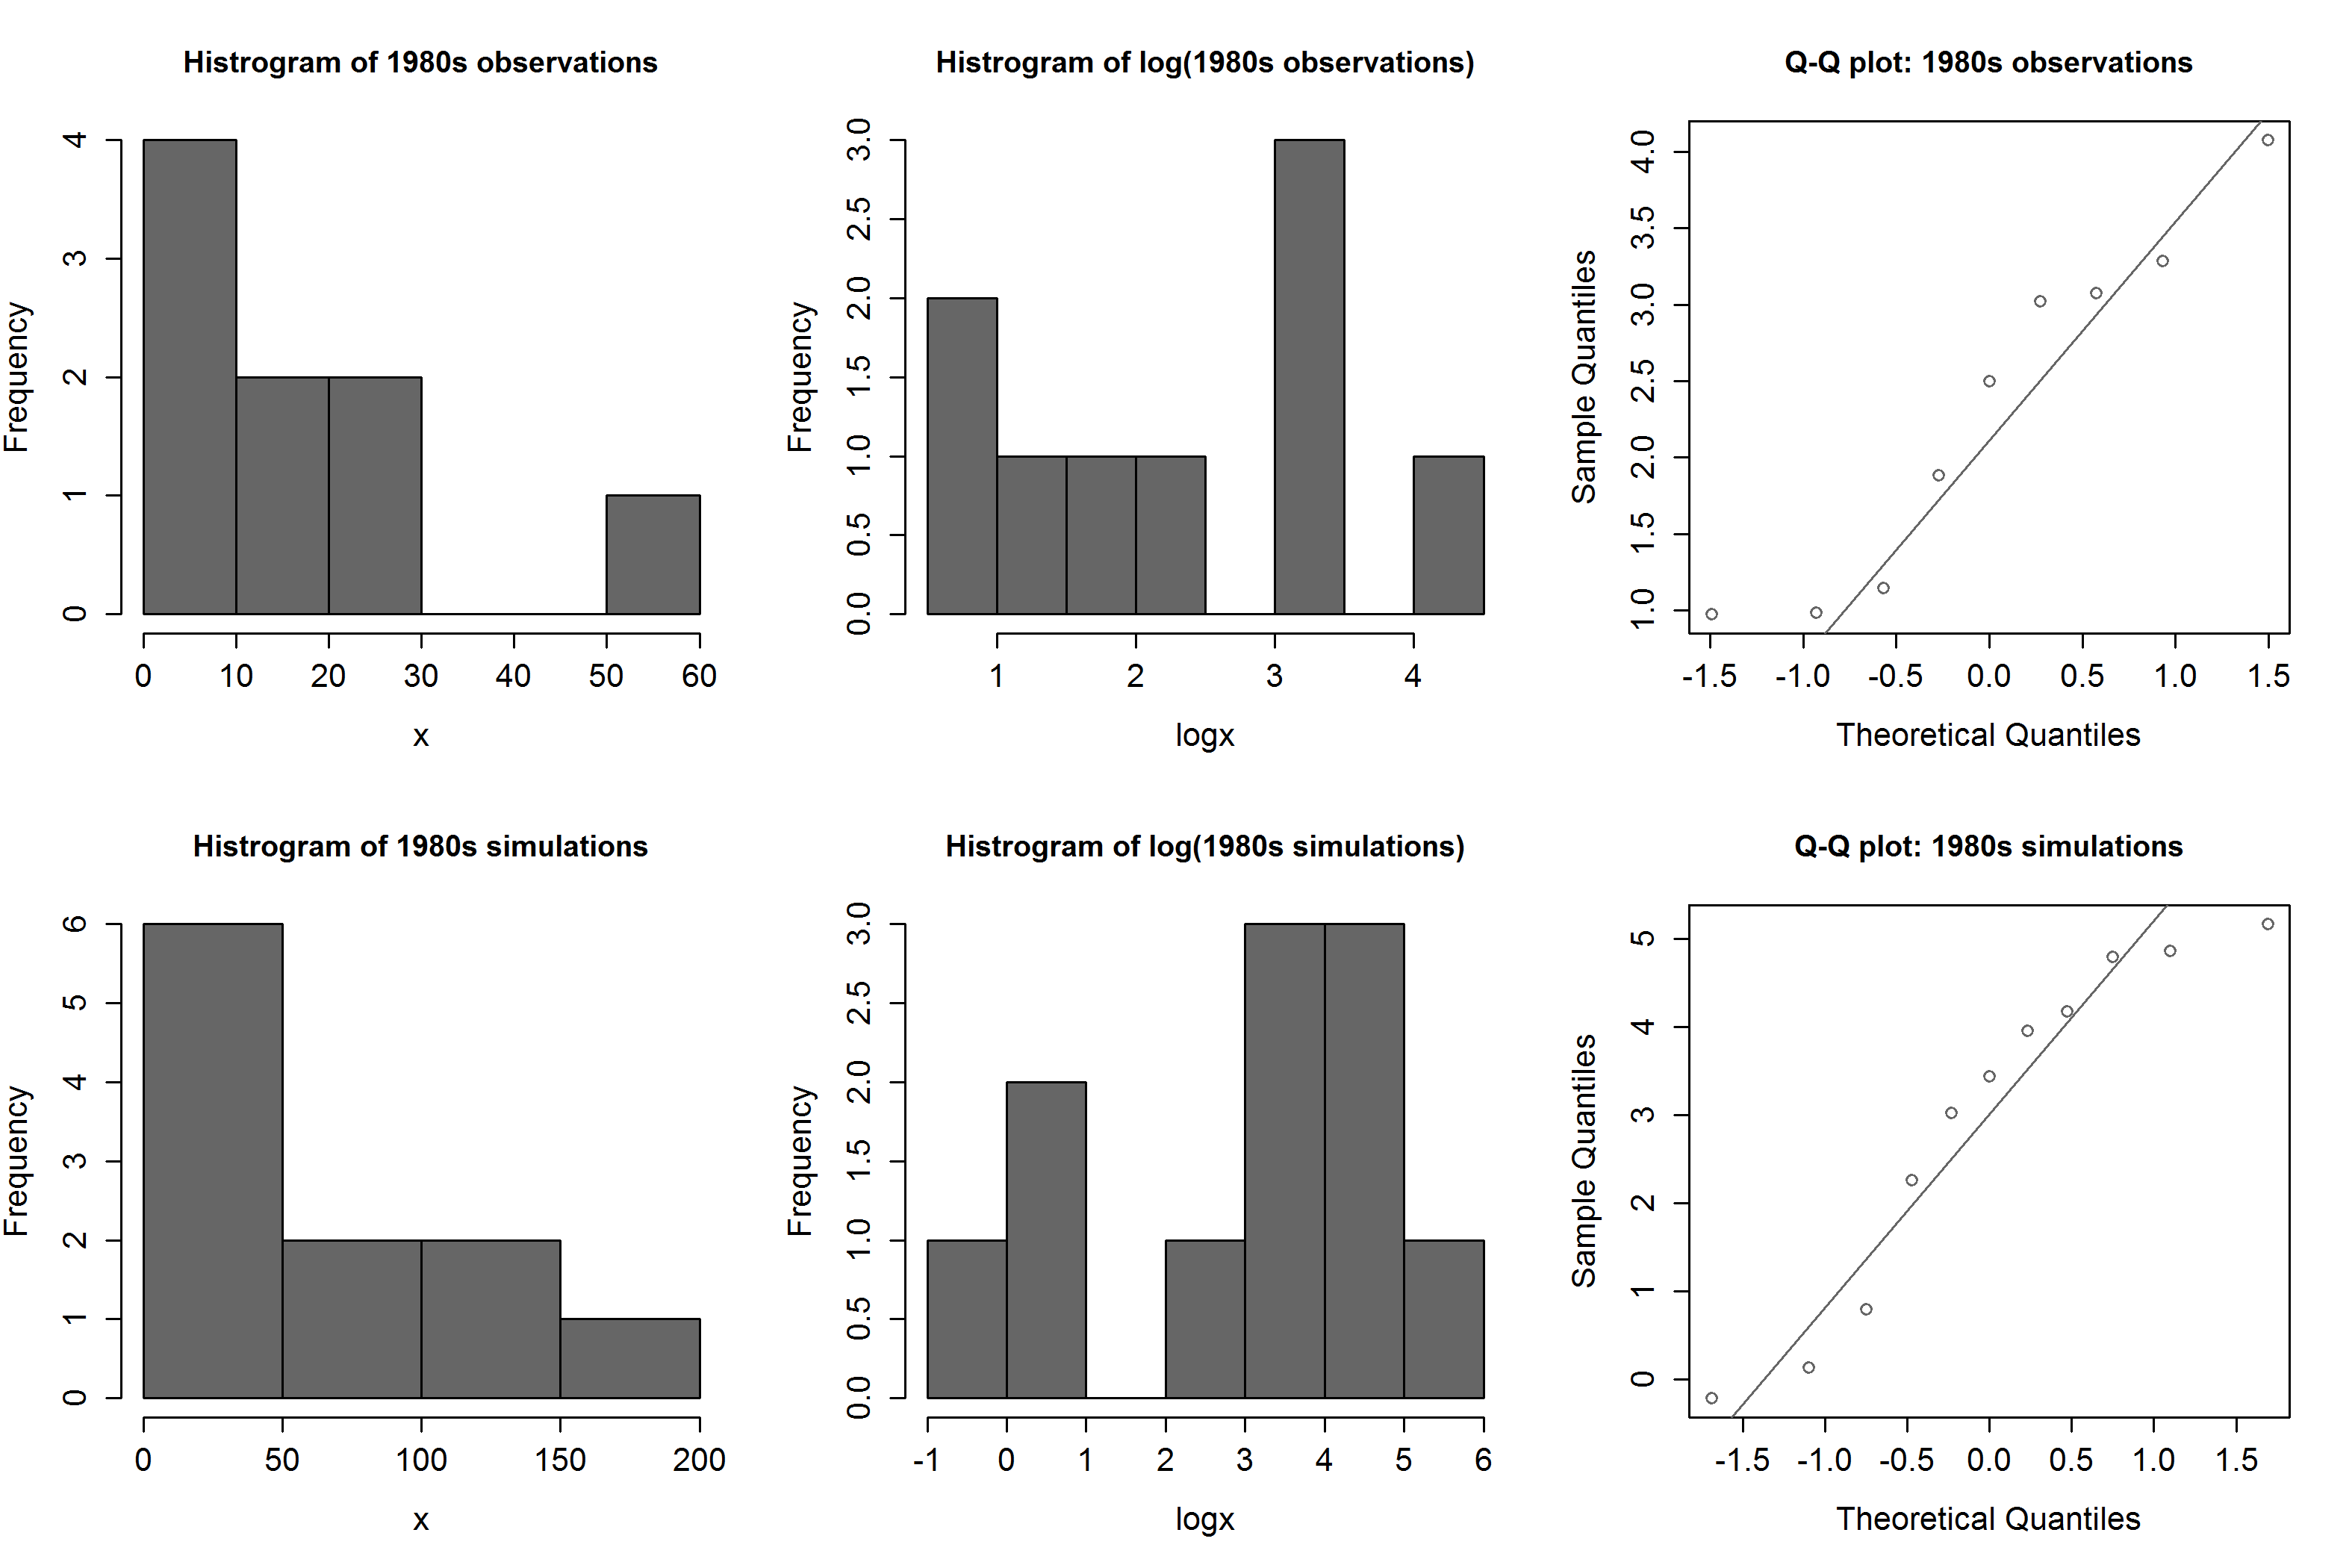 Histrogram of 1980s observations
Frequency
0
1
2
3
4
0 10 20 30 40 50 60
x
Histrogram of log(1980s observations)
Frequency
0.0 0.5 1.0 1.5 2.0 2.5 3.0
1 2 3 4
logx
Q-Q plot: 1980s observations
Sample Quantiles
1.0 1.5 2.0 2.5 3.0 3.5 4.0
-1.5 -1.0 -0.5 0.0 0.5 1.0 1.5
Theoretical Quantiles
Histrogram of 1980s simulations
Frequency
0 1 2 3 4 5 6
0 50 100 150 200
x
Histrogram of log(1980s simulations)
Frequency
0.0 0.5 1.0 1.5 2.0 2.5 3.0
-1 0 1 2 3 4 5 6
logx
Q-Q plot: 1980s simulations
Sample Quantiles
0 1 2 3 4 5
-1.5 -1.0 -0.5 0.0 0.5 1.0 1.5
Theoretical Quantiles